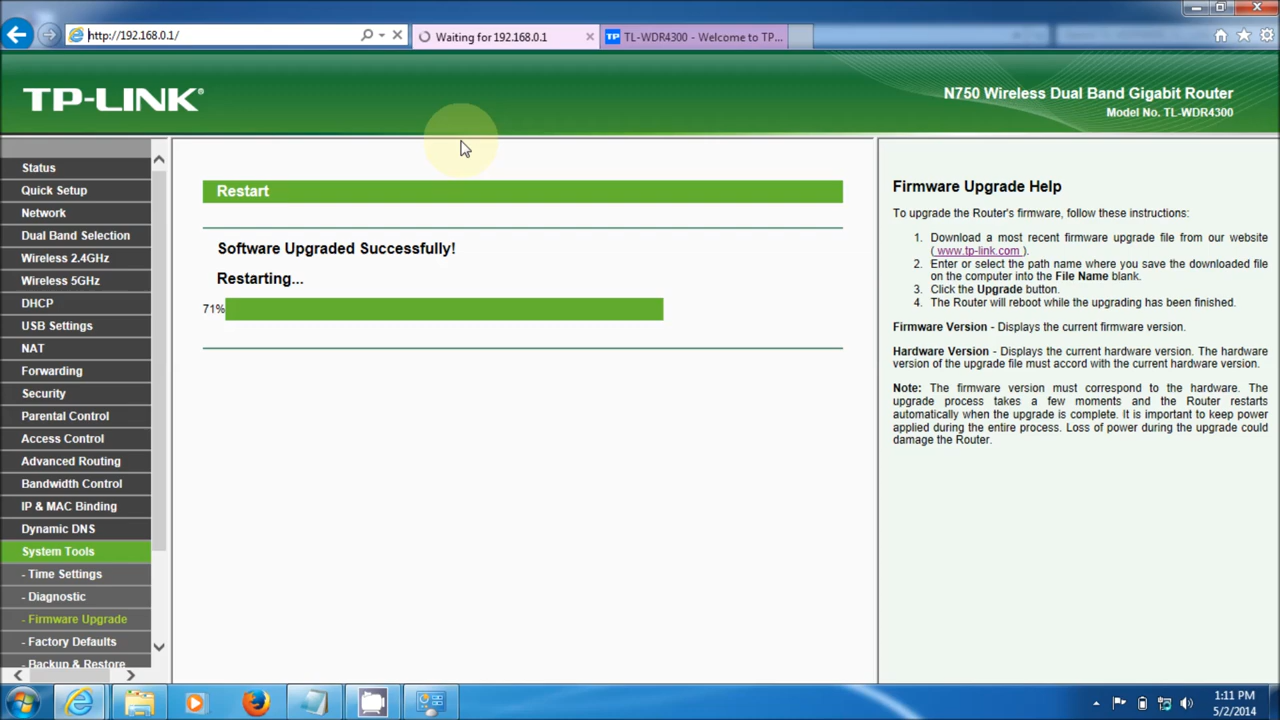 http://192.168.0.1/
Waiting for 192.168.0.1
TP TL-WDR4300 - Welcome to TP...
TP-LINK®
N750 Wireless Dual Band Gigabit Router
Model No. TL-WDR4300
Status
Quick Setup
Network
Dual Band Selection
Wireless 2.4GHz
Wireless 5GHz
DHCP
USB Settings
NAT
Forwarding
Security
Parental Control
Access Control
Advanced Routing
Bandwidth Control
IP & MAC Binding
Dynamic DNS
System Tools
- Time Settings
- Diagnostic
- Firmware Upgrade
- Factory Defaults
- Backup & Restore
Restart
Software Upgraded Successfully!
Restarting...
71%
Firmware Upgrade Help
To upgrade the Router's firmware, follow these instructions:
1. Download a most recent firmware upgrade file from our website
( www.tp-link.com ).
2. Enter or select the path name where you save the downloaded file
on the computer into the File Name blank.
3. Click the Upgrade button.
4. The Router will reboot while the upgrading has been finished.
Firmware Version - Displays the current firmware version.
Hardware Version - Displays the current hardware version. The hardware
version of the upgrade file must accord with the current hardware version.
Note: The firmware version must correspond to the hardware. The
upgrade process takes a few moments and the Router restarts
automatically when the upgrade is complete. It is important to keep power
applied during the entire process. Loss of power during the upgrade could
damage the Router.
1:11 PM
5/2/2014